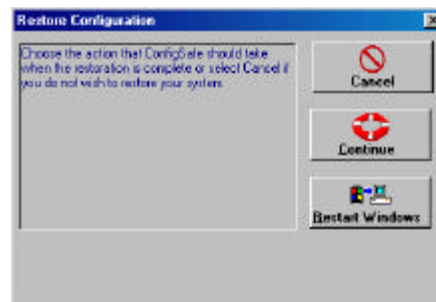 Restore Configuration
Choose the action that ConfigSafe should take
when the restoration is complete or select Cancel if
you do not wish to restore your system.
Cancel
Continue
Restart Windows